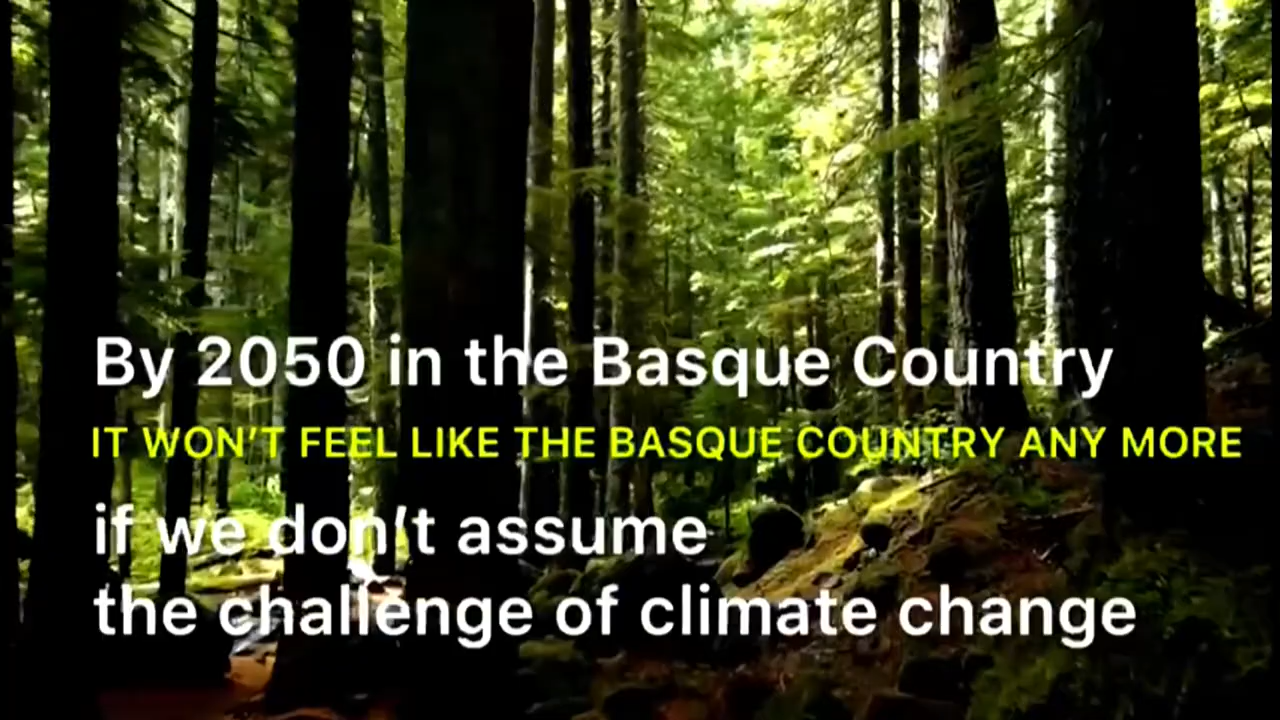 By 2050 in the Basque Country
IT WON'T FEEL LIKE THE BASQUE COUNTRY ANY MORE
if we don't assume
the challenge of climate change